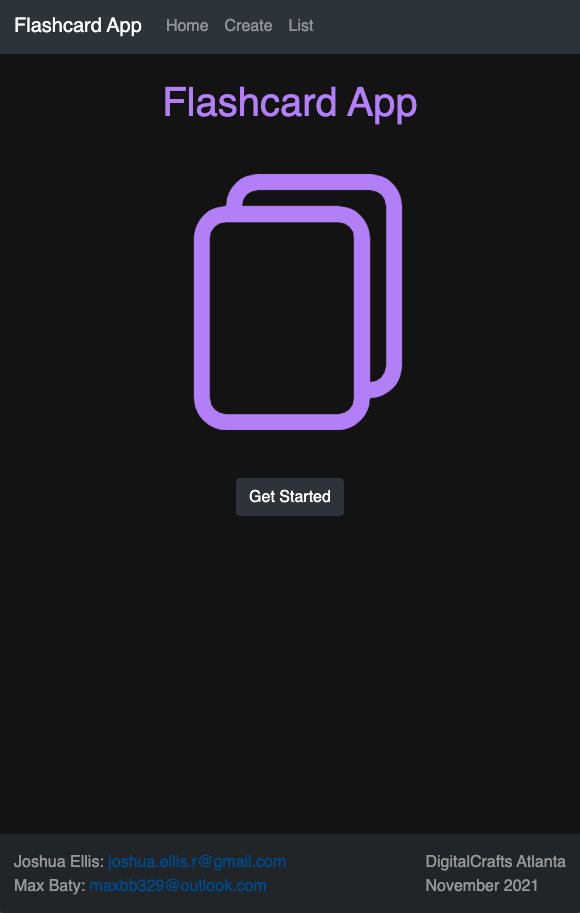 Flashcard App Home Create List
Flashcard App
Get Started
Joshua Ellis: joshua.ellis.r@gmail.com
Max Baty: maxbb329@outlook.com
DigitalCrafts Atlanta
November 2021